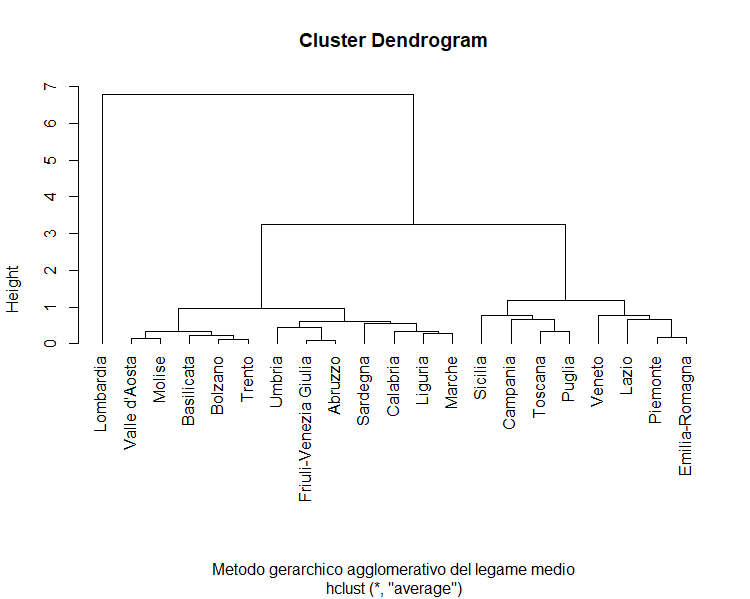 Cluster Dendrogram
Height
7
6
5
4
3
2
1
0
Lombardia
Valle d'Aosta
Molise
Basilicata
Bolzano
Trento
Umbria
Friuli-Venezia Giulia
Abruzzo
Sardegna
Calabria
Liguria
Marche
Sicilia
Campania
Toscana
Puglia
Veneto
Lazio
Piemonte
Emilia-Romagna
Metodo gerarchico agglomerativo del legame medio
hclust (*, "average")